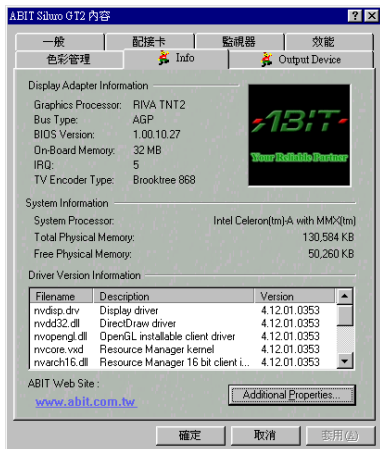 ABIT Siluro GT2 內容
一般 配接卡 監視器 效能
色彩管理 Info Output Device
Display Adapter Information
Graphics Processor: RIVA TNT2
Bus Type: AGP
BIOS Version: 1.00.10.27
On-Board Memory: 32 MB
IRQ: 5
TV Encoder Type: Brooktree 868
ABIT
Your Reliable Partner
System Information
System Processor: Intel Celeron(tm)-A with MMX(tm)
Total Physical Memory: 130,584 KB
Free Physical Memory: 50,260 KB
Driver Version Information
Filename Description Version
nvdisp.drv Display driver 4.12.01.0353
nvdd32.dll DirectDraw driver 4.12.01.0353
nvopengl.dll OpenGL installable client driver 4.12.01.0353
nvcore.vxd Resource Manager kernel 4.12.01.0353
nvarch16.dll Resource Manager 16 bit client i... 4.12.01.0353
ABIT Web Site :
www.abit.com.tw
Additional Properties...
確定 取消 套用(A)